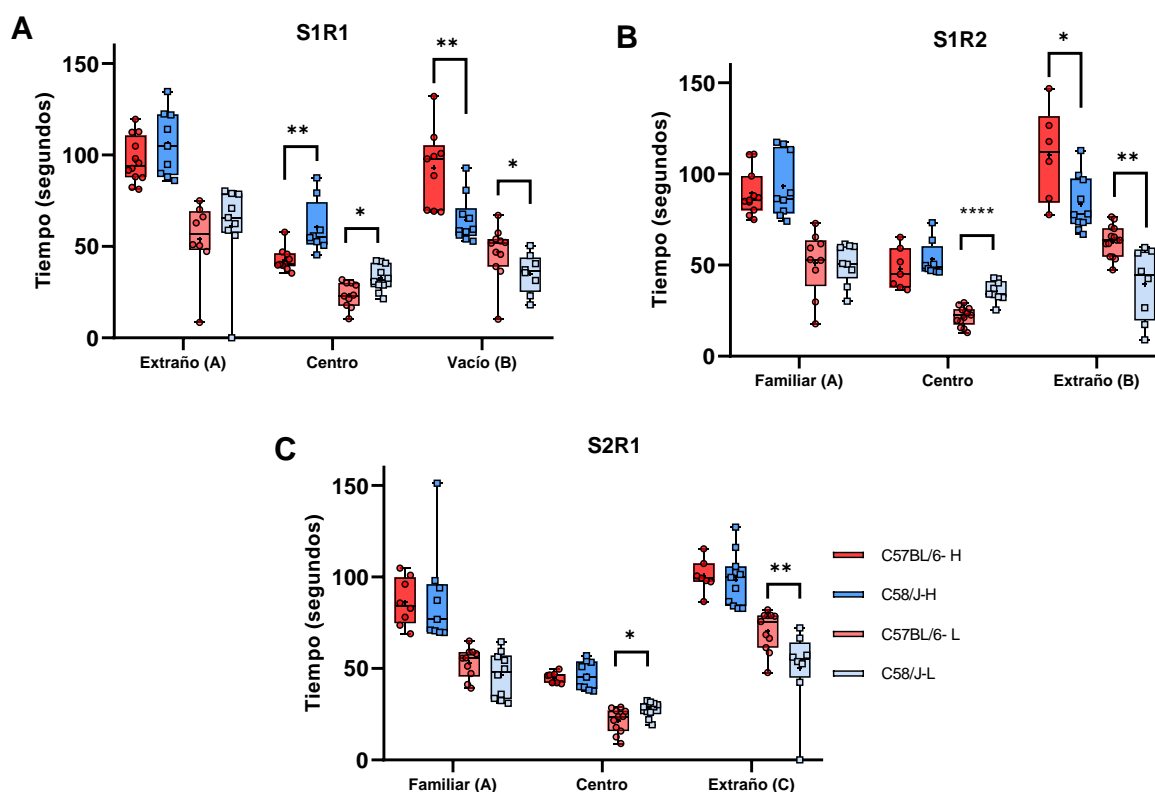 A
S1R1
Tiempo (segundos)
150
100
50
0
**
*
**
*
Extraño (A)
Centro
Vacío (B)
B
S1R2
Tiempo (segundos)
150
100
50
0
****
*
**
Familiar (A)
Centro
Extraño (B)
C
S2R1
Tiempo (segundos)
150
100
50
0
*
**
Familiar (A)
Centro
Extraño (C)
C57BL/6- H
C58/J-H
C57BL/6- L
C58/J-L